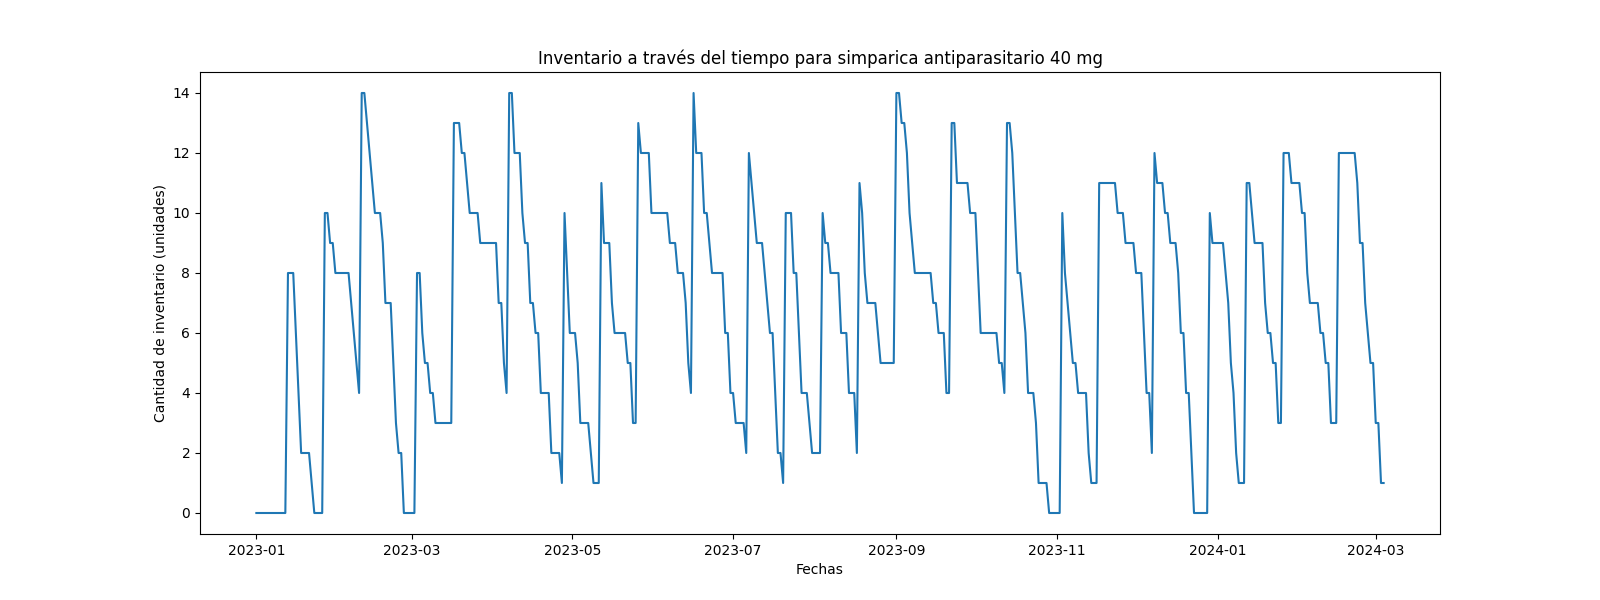 Inventario a través del tiempo para simparica antiparasitario 40 mg
Cantidad de inventario (unidades)
14
12
10
8
6
4
2
0
2023-01 2023-03 2023-05 2023-07 2023-09 2023-11 2024-01 2024-03
Fechas